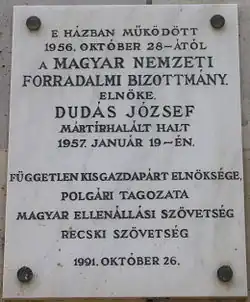 E HÁZBAN MŰKÖDÖTT
1956. OKTÓBER 28-ÁTÓL
A MAGYAR NEMZETI
FORRADALMI BIZOTTMÁNY.
ELNÖKE,
DUDÁS JÓZSEF
MÁRTÍRHALÁLT HALT
1957. JANUÁR 19-ÉN.
FÜGGETLEN KISGAZDAPÁRT ELNÖKSÉGE,
POLGÁRI TAGOZATA
MAGYAR ELLENÁLLÁSI SZÖVETSÉG
RECSKI SZÖVETSÉG
1991. OKTÓBER 26.